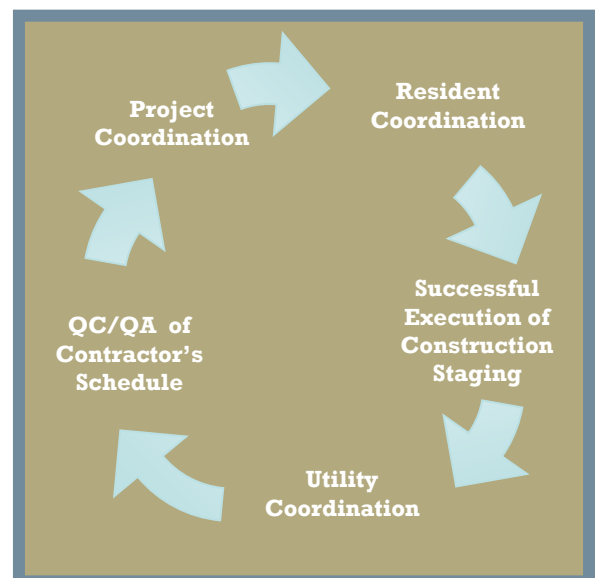 Project
Coordination
Resident
Coordination
Successful
Execution of
Construction
Staging
Utility
Coordination
QC/QA of
Contractor's
Schedule